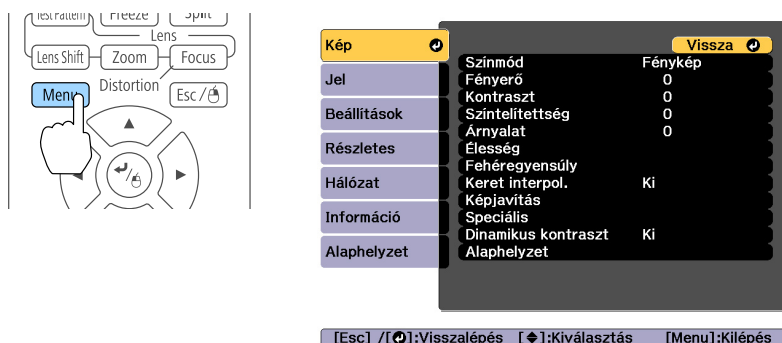 Test Pattern Freeze Split
Lens
Lens Shift Zoom Focus
Distortion
Menu Esc /
Kép
Jel
Beállítások
Részletes
Hálózat
Információ
Alaphelyzet
Vissza
Színmód Fénykép
Fényerő 0
Kontraszt 0
Színtelítettség 0
Árnyalat 0
Élesség
Fehéregyensúly
Keret interpol. Ki
Képjavítás
Speciális
Dinamikus kontraszt Ki
Alaphelyzet
[Esc] /[ ]:Visszalépés [ ]:Kiválasztás [Menu]:Kilépés